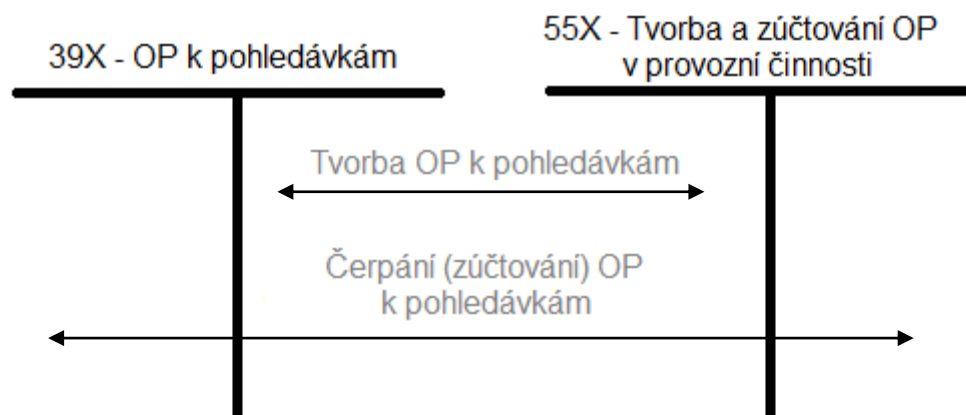 39X - OP k pohledávkám
55X - Tvorba a zúčtování OP
v provozní činnosti
Tvorba OP k pohledávkám
Čerpání (zúčtování) OP
k pohledávkám